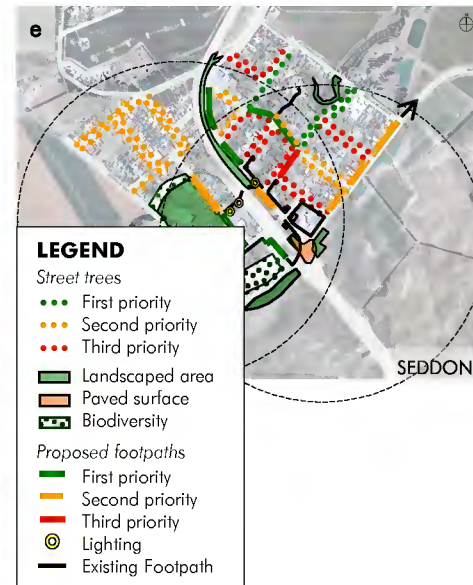 e
SEDDON
LEGEND
Street trees
First priority
Second priority
Third priority
Landscaped area
Paved surface
Biodiversity
Proposed footpaths
First priority
Second priority
Third priority
Lighting
Existing Footpath